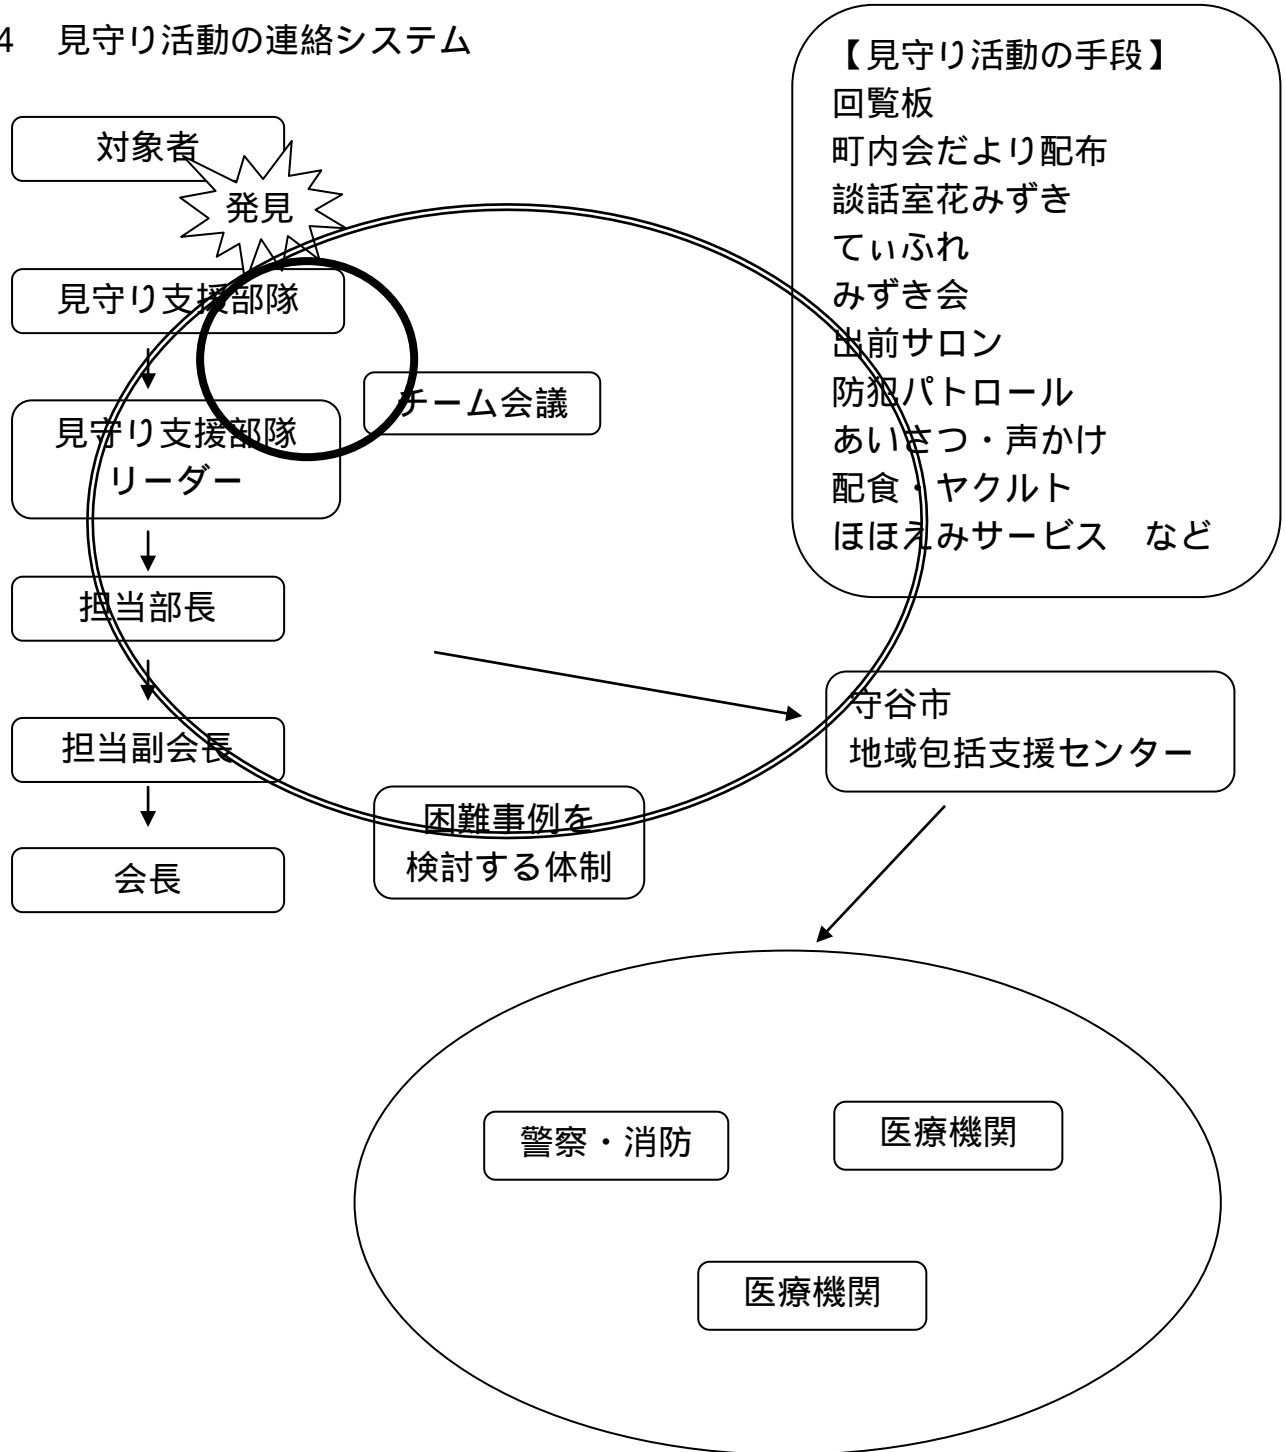 4 見守り活動の連絡システム
【見守り活動の手段】
回覧板
町内会だより配布
談話室花みずき
てぃふれ
みずき会
出前サロン
防犯パトロール
あいさつ・声かけ
配食・ヤクルト
ほほえみサービス など
対象者
発見
見守り支援部隊
チーム会議
見守り支援部隊
リーダー
担当部長
担当副会長
会長
困難事例を
検討する体制
守谷市
地域包括支援センター
警察・消防
医療機関
医療機関